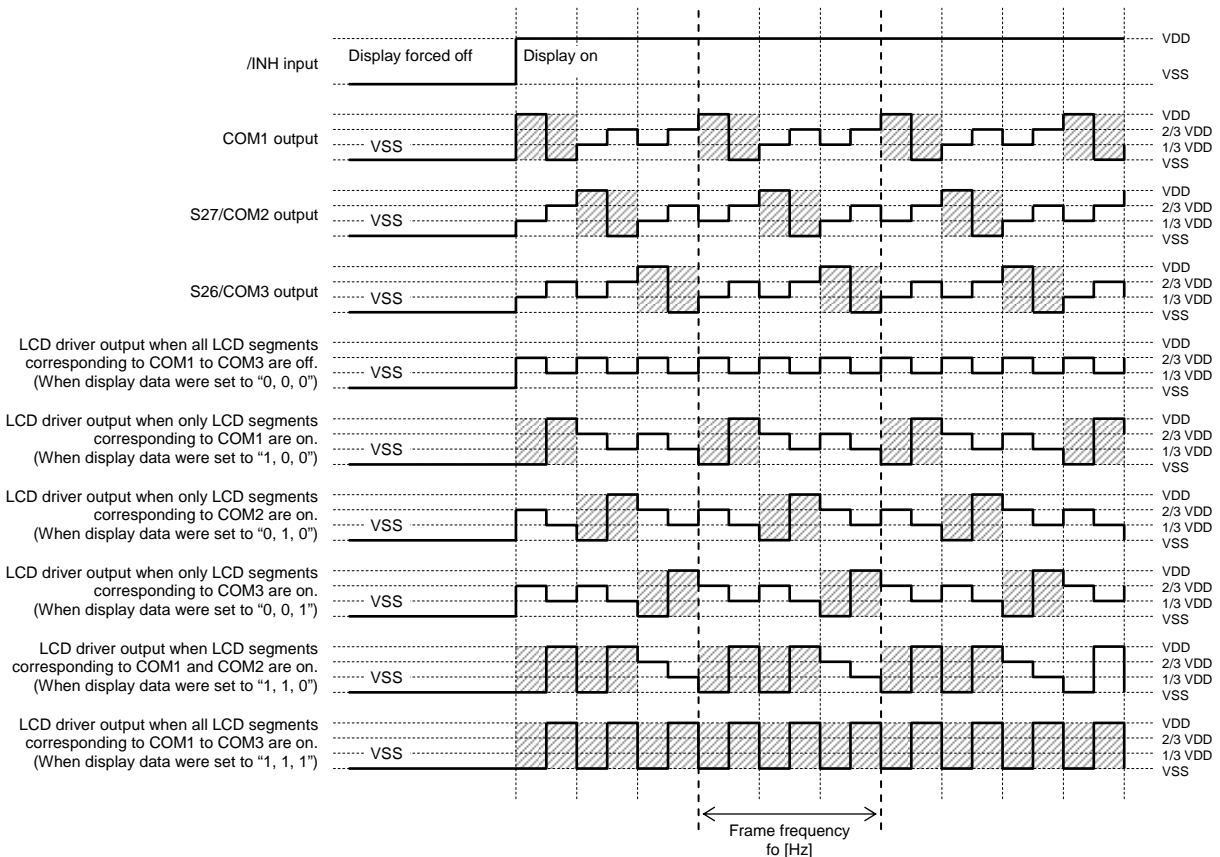 VDD
Display forced off
Display on
/INH input
VSS
VDD
COM1 output
VSS
2/3 VDD
1/3 VDD
VSS
VDD
S27/COM2 output
VSS
2/3 VDD
1/3 VDD
VSS
VDD
S26/COM3 output
VSS
2/3 VDD
1/3 VDD
VSS
LCD driver output when all LCD segments
corresponding to COM1 to COM3 are off.
(When display data were set to “0, 0, 0”)
VSS
VDD
2/3 VDD
1/3 VDD
VSS
LCD driver output when only LCD segments
corresponding to COM1 are on.
(When display data were set to “1, 0, 0”)
VSS
VDD
2/3 VDD
1/3 VDD
VSS
LCD driver output when only LCD segments
corresponding to COM2 are on.
(When display data were set to “0, 1, 0”)
VSS
VDD
2/3 VDD
1/3 VDD
VSS
LCD driver output when only LCD segments
corresponding to COM3 are on.
(When display data were set to “0, 0, 1”)
VSS
VDD
2/3 VDD
1/3 VDD
VSS
LCD driver output when LCD segments
corresponding to COM1 and COM2 are on.
(When display data were set to “1, 1, 0”)
VSS
VDD
2/3 VDD
1/3 VDD
VSS
LCD driver output when all LCD segments
corresponding to COM1 to COM3 are on.
(When display data were set to “1, 1, 1”)
VSS
VDD
2/3 VDD
1/3 VDD
VSS
Frame frequency
fo [Hz]